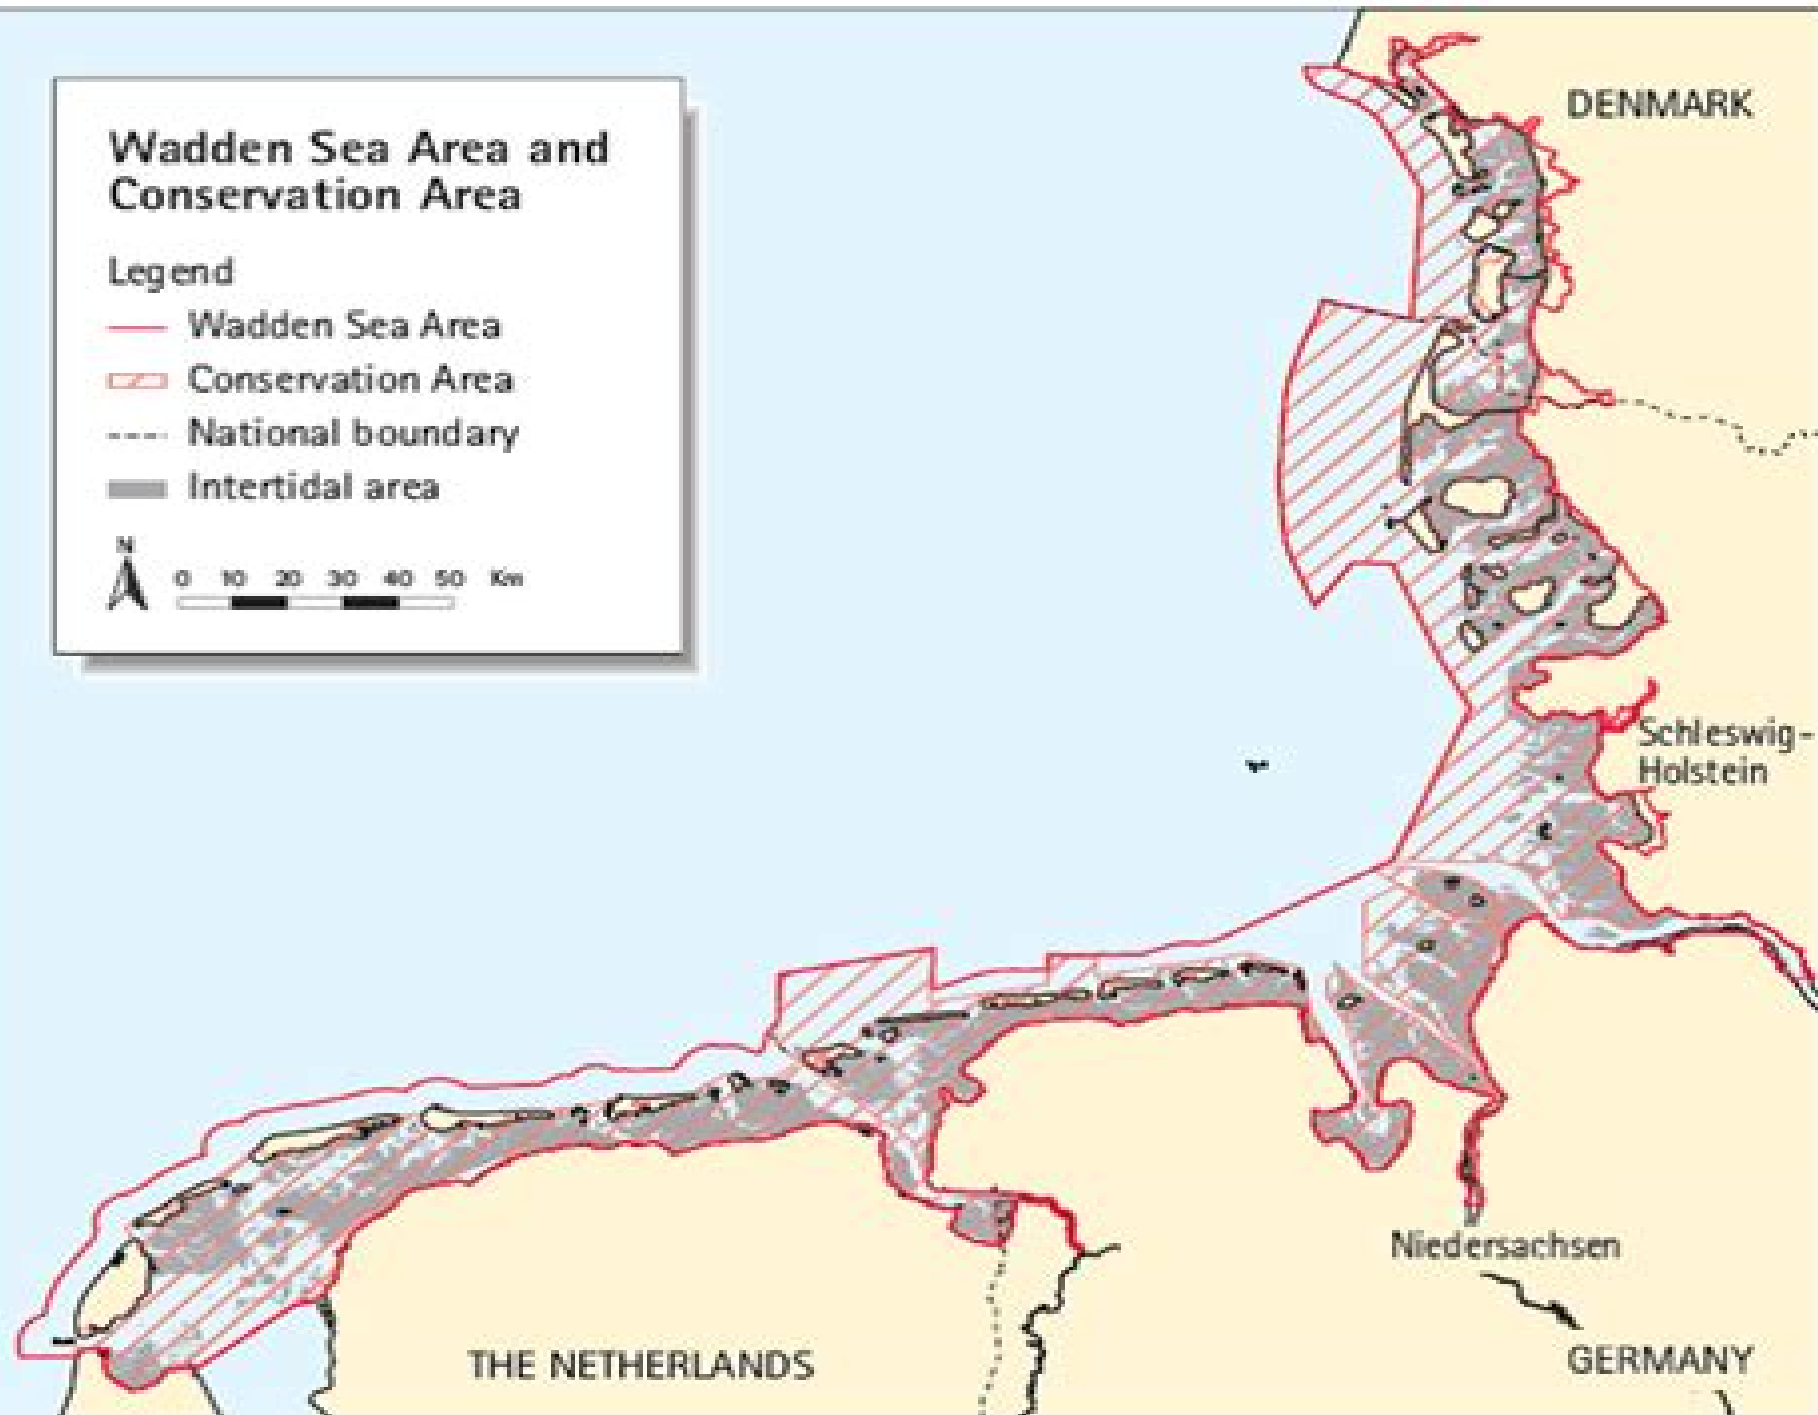 Wadden Sea Area and
Conservation Area
Legend
Wadden Sea Area
Conservation Area
National boundary
Intertidal area
N
0 10 20 30 40 50 Km
DENMARK
Schleswig-
Holstein
Niedersachsen
THE NETHERLANDS
GERMANY